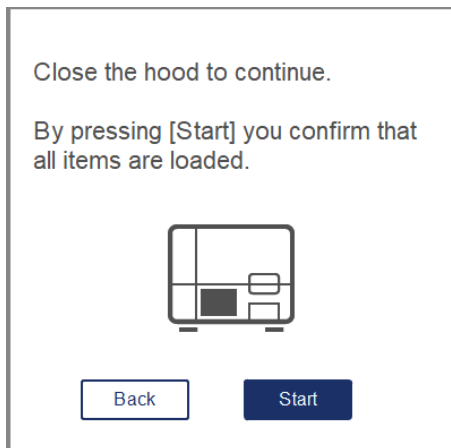 Close the hood to continue.
By pressing [Start] you confirm that
all items are loaded.
Back
Start